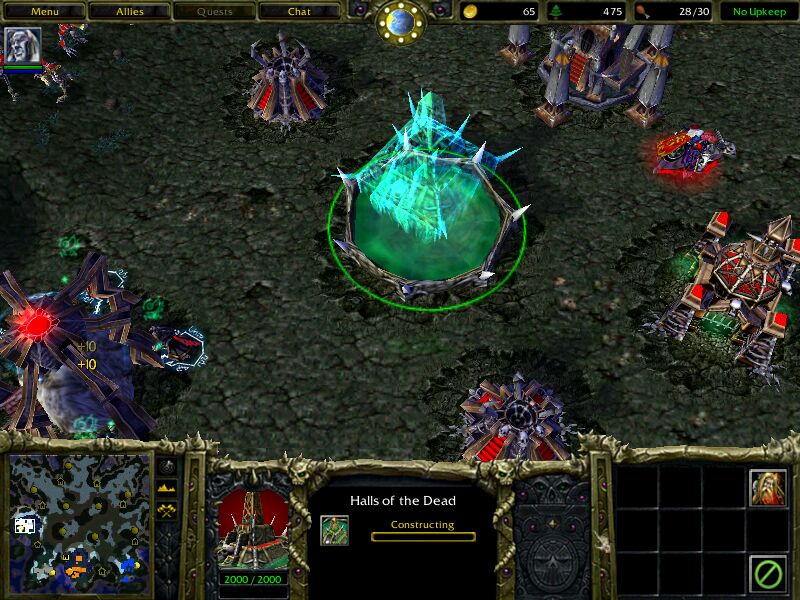 Menu Allies Quests Chat 65 475 28/30 No Upkeep
+10
+10
Halls of the Dead
Constructing
2000 / 2000